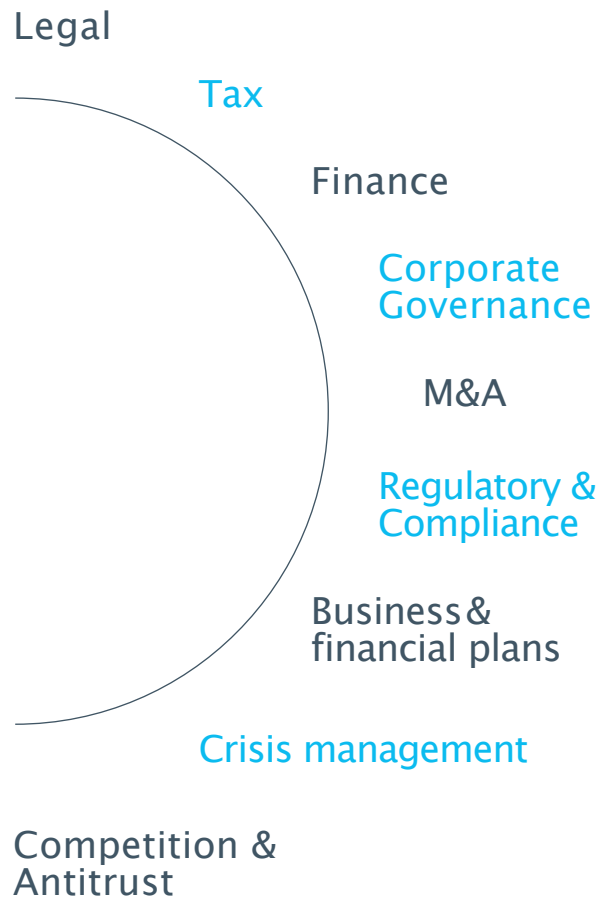 Legal
Tax
Finance
Corporate
Governance
M&A
Regulatory &
Compliance
Business &
financial plans
Crisis management
Competition &
Antitrust